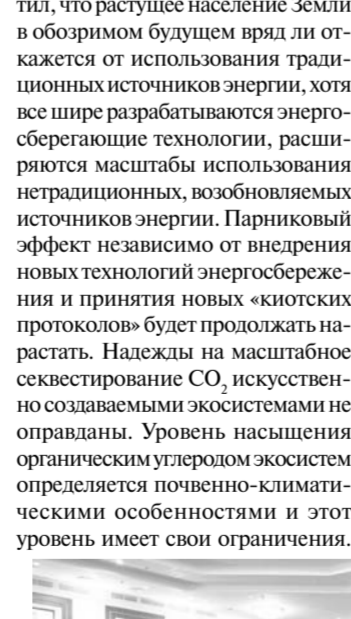 тил, что растущее население Земли
в обозримом будущем вряд ли от-
кажется от использования тради-
ционных источников энергии, хотя
все шире разрабатываются энерго-
сберегающие технологии, расши-
ряются масштабы использования
нетрадиционных, возобновляемых
источников энергии. Парниковый
эффект независимо от внедрения
новых технологий энергосбереже-
ния и принятия новых «киотских
протоколов» будет продолжать на-
растать. Надежды на масштабное
секвестирование CO₂ искусствен-
но создаваемыми экосистемами не
оправданы. Уровень насыщения
органическим углеродом экосистем
определяется почвенно-климати-
ческими особенностями и этот
уровень имеет свои ограничения.